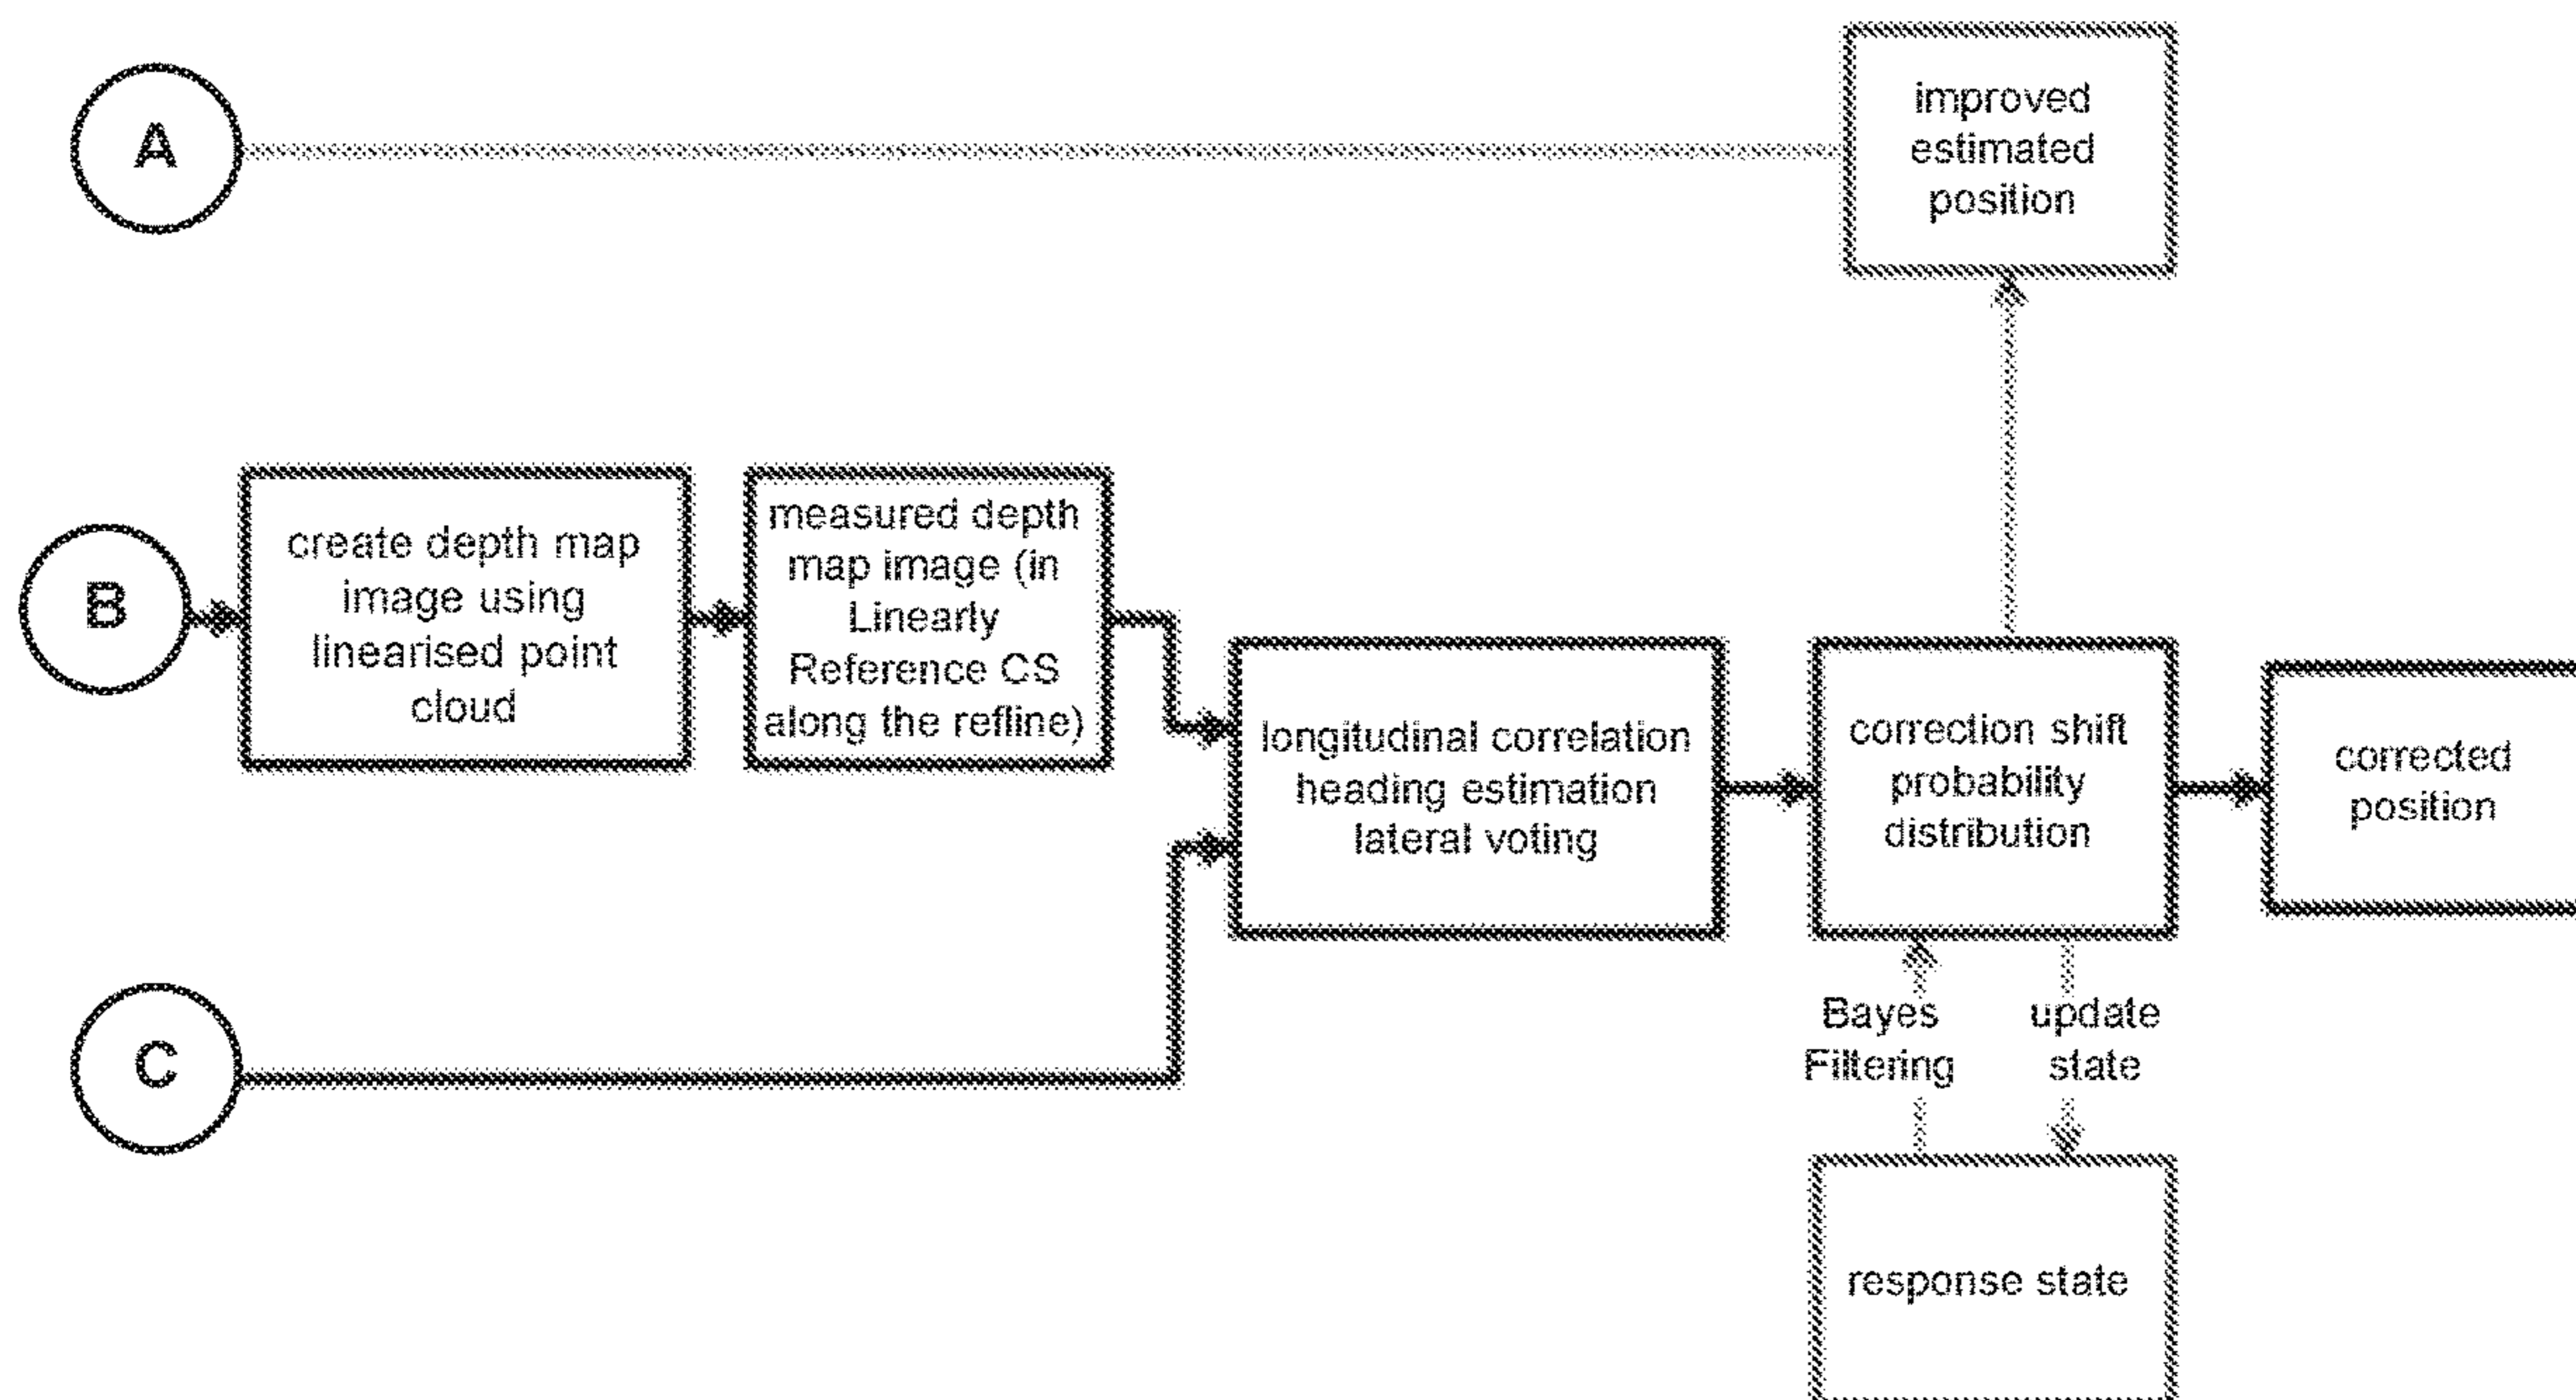 A
improved
estimated
position
B
create depth map
image using
linearised point
cloud
measured depth
map image (in
Linearly
Reference CS
along the refline)
longitudinal correlation
heading estimation
lateral voting
correction shift
probability
distribution
corrected
position
C
Bayes
Filtering
update
state
response state